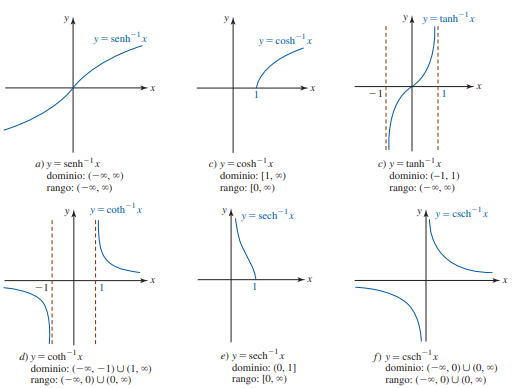 y
y = senh⁻¹x
x
a) y = senh⁻¹x
dominio: (−∞, ∞)
rango: (−∞, ∞)
y
y = cosh⁻¹x
1
x
c) y = cosh⁻¹x
dominio: [1, ∞)
rango: [0, ∞)
y
y = tanh⁻¹x
−1
1
x
c) y = tanh⁻¹x
dominio: (−1, 1)
rango: (−∞, ∞)
y
y = coth⁻¹x
−1
1
x
d) y = coth⁻¹x
dominio: (−∞, −1) ∪ (1, ∞)
rango: (−∞, 0) ∪ (0, ∞)
y
y = sech⁻¹x
1
x
e) y = sech⁻¹x
dominio: (0, 1]
rango: [0, ∞)
y
y = csch⁻¹x
x
f) y = csch⁻¹x
dominio: (−∞, 0) ∪ (0, ∞)
rango: (−∞, 0) ∪ (0, ∞)